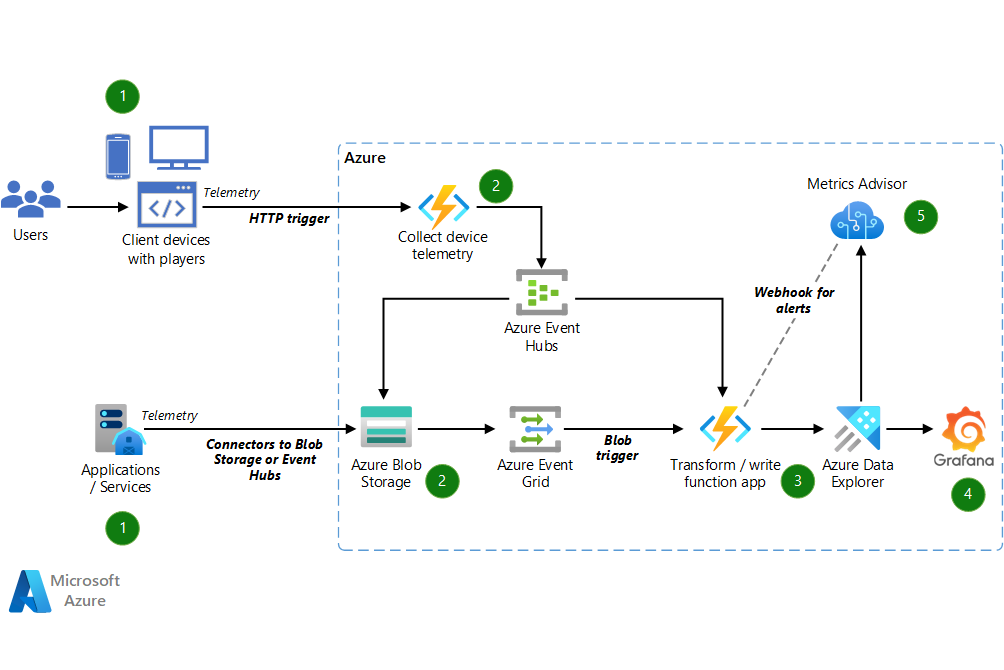 1
Azure
Metrics Advisor
2
5
Telemetry
HTTP trigger
Users
Client devices
with players
Collect device
telemetry
Webhook for
alerts
Azure Event
Hubs
Telemetry
Connectors to Blob
Storage or Event
Hubs
Blob
trigger
Applications
/ Services
Azure Blob
Storage
2
Azure Event
Grid
Transform / write
function app
3
Azure Data
Explorer
Grafana
4
1
Microsoft
Azure